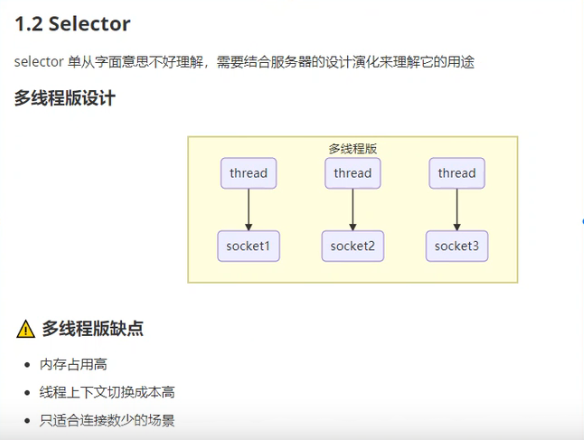 1.2 Selector
selector 单从字面意思不好理解，需要结合服务器的设计演化来理解它的用途
多线程版设计
多线程版
thread thread thread
socket1 socket2 socket3
多线程版缺点
内存占用高
线程上下文切换成本高
只适合连接数少的场景